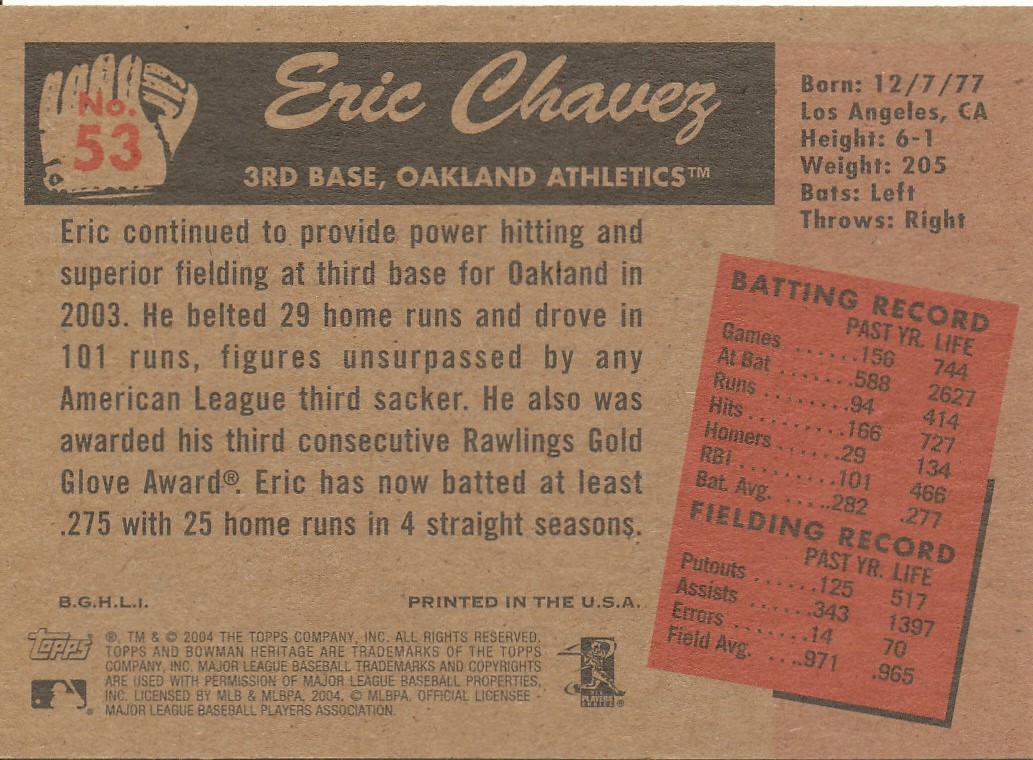 No.
53
Eric Chavez
3RD BASE, OAKLAND ATHLETICS™
Born: 12/7/77
Los Angeles, CA
Height: 6-1
Weight: 205
Bats: Left
Throws: Right
Eric continued to provide power hitting and
superior fielding at third base for Oakland in
2003. He belted 29 home runs and drove in
101 runs, figures unsurpassed by any
American League third sacker. He also was
awarded his third consecutive Rawlings Gold
Glove Award®. Eric has now batted at least
.275 with 25 home runs in 4 straight seasons.
BATTING RECORD
PAST YR. LIFE
Games ......156 744
At Bat ........588 2627
Runs .........94 414
Hits .........166 727
Homers ......29 134
RBI .........101 466
Bat. Avg. .....282 .277
FIELDING RECORD
PAST YR. LIFE
Putouts ......125 517
Assists .......343 1397
Errors ........14 70
Field Avg. ....971 .965
B.G.H.L.I. PRINTED IN THE U.S.A.
Topps
®, TM & © 2004 THE TOPPS COMPANY, INC. ALL RIGHTS RESERVED.
TOPPS AND BOWMAN HERITAGE ARE TRADEMARKS OF THE TOPPS
COMPANY, INC. MAJOR LEAGUE BASEBALL TRADEMARKS AND COPYRIGHTS
ARE USED WITH PERMISSION OF MAJOR LEAGUE BASEBALL PROPERTIES,
INC. LICENSED BY MLB & MLBPA, 2004. © MLBPA. OFFICIAL LICENSEE -
MAJOR LEAGUE BASEBALL PLAYERS ASSOCIATION.
PLAYERS
CHOICE ®